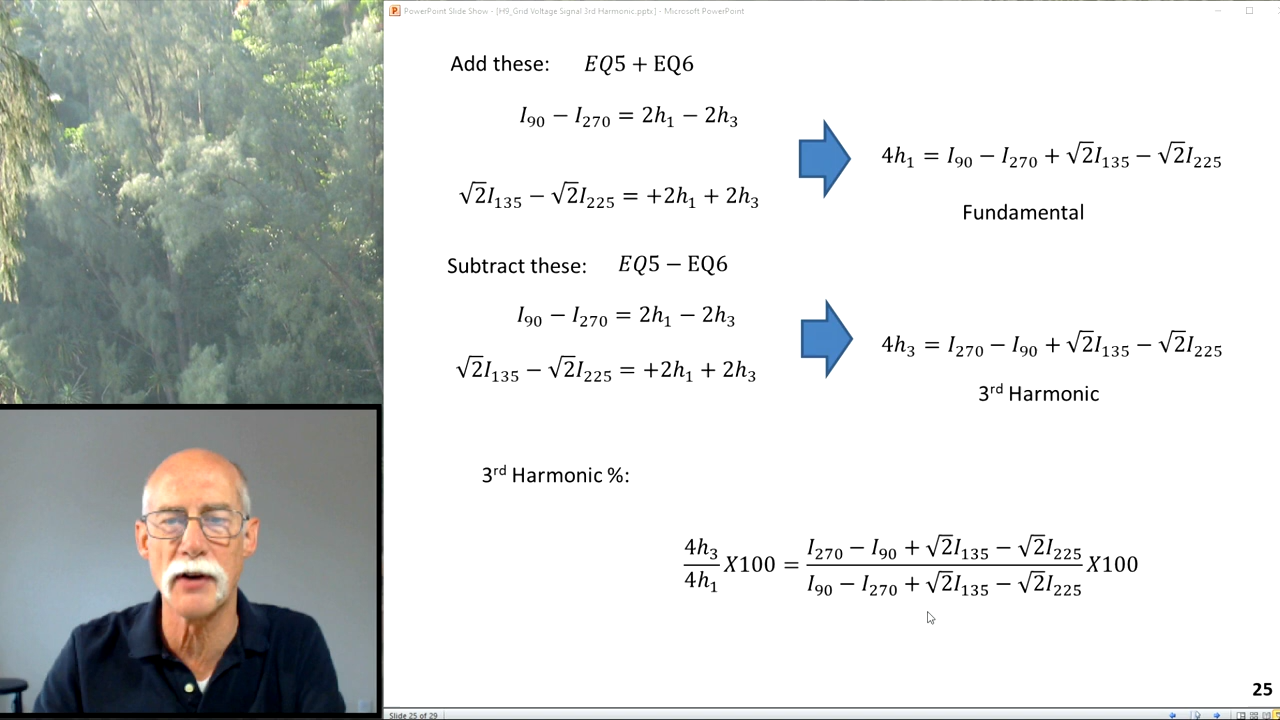 PowerPoint Slide Show - [H9_Gnd Voltage Signal 3rd Harmonic.pptx] - Microsoft PowerPoint
Add these: EQ5 + EQ6
I₉₀ − I₂₇₀ = 2h₁ − 2h₃
4h₁ = I₉₀ − I₂₇₀ + √2I₁₃₅ − √2I₂₂₅
√2I₁₃₅ − √2I₂₂₅ = +2h₁ + 2h₃
Fundamental
Subtract these: EQ5 − EQ6
I₉₀ − I₂₇₀ = 2h₁ − 2h₃
4h₃ = I₂₇₀ − I₉₀ + √2I₁₃₅ − √2I₂₂₅
√2I₁₃₅ − √2I₂₂₅ = +2h₁ + 2h₃
3rd Harmonic
3rd Harmonic %:
4h₃/4h₁ X100 = (I₂₇₀ − I₉₀ + √2I₁₃₅ − √2I₂₂₅)/(I₉₀ − I₂₇₀ + √2I₁₃₅ − √2I₂₂₅) X100
25
Slide 25 of 29